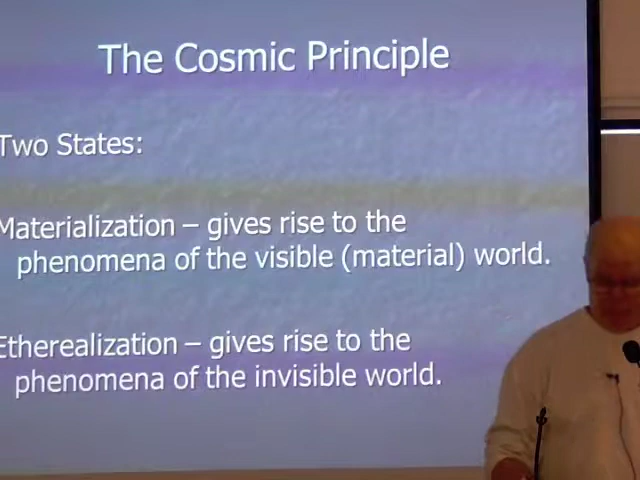 The Cosmic Principle
Two States:
Materialization – gives rise to the
phenomena of the visible (material) world.
Etherealization – gives rise to the
phenomena of the invisible world.